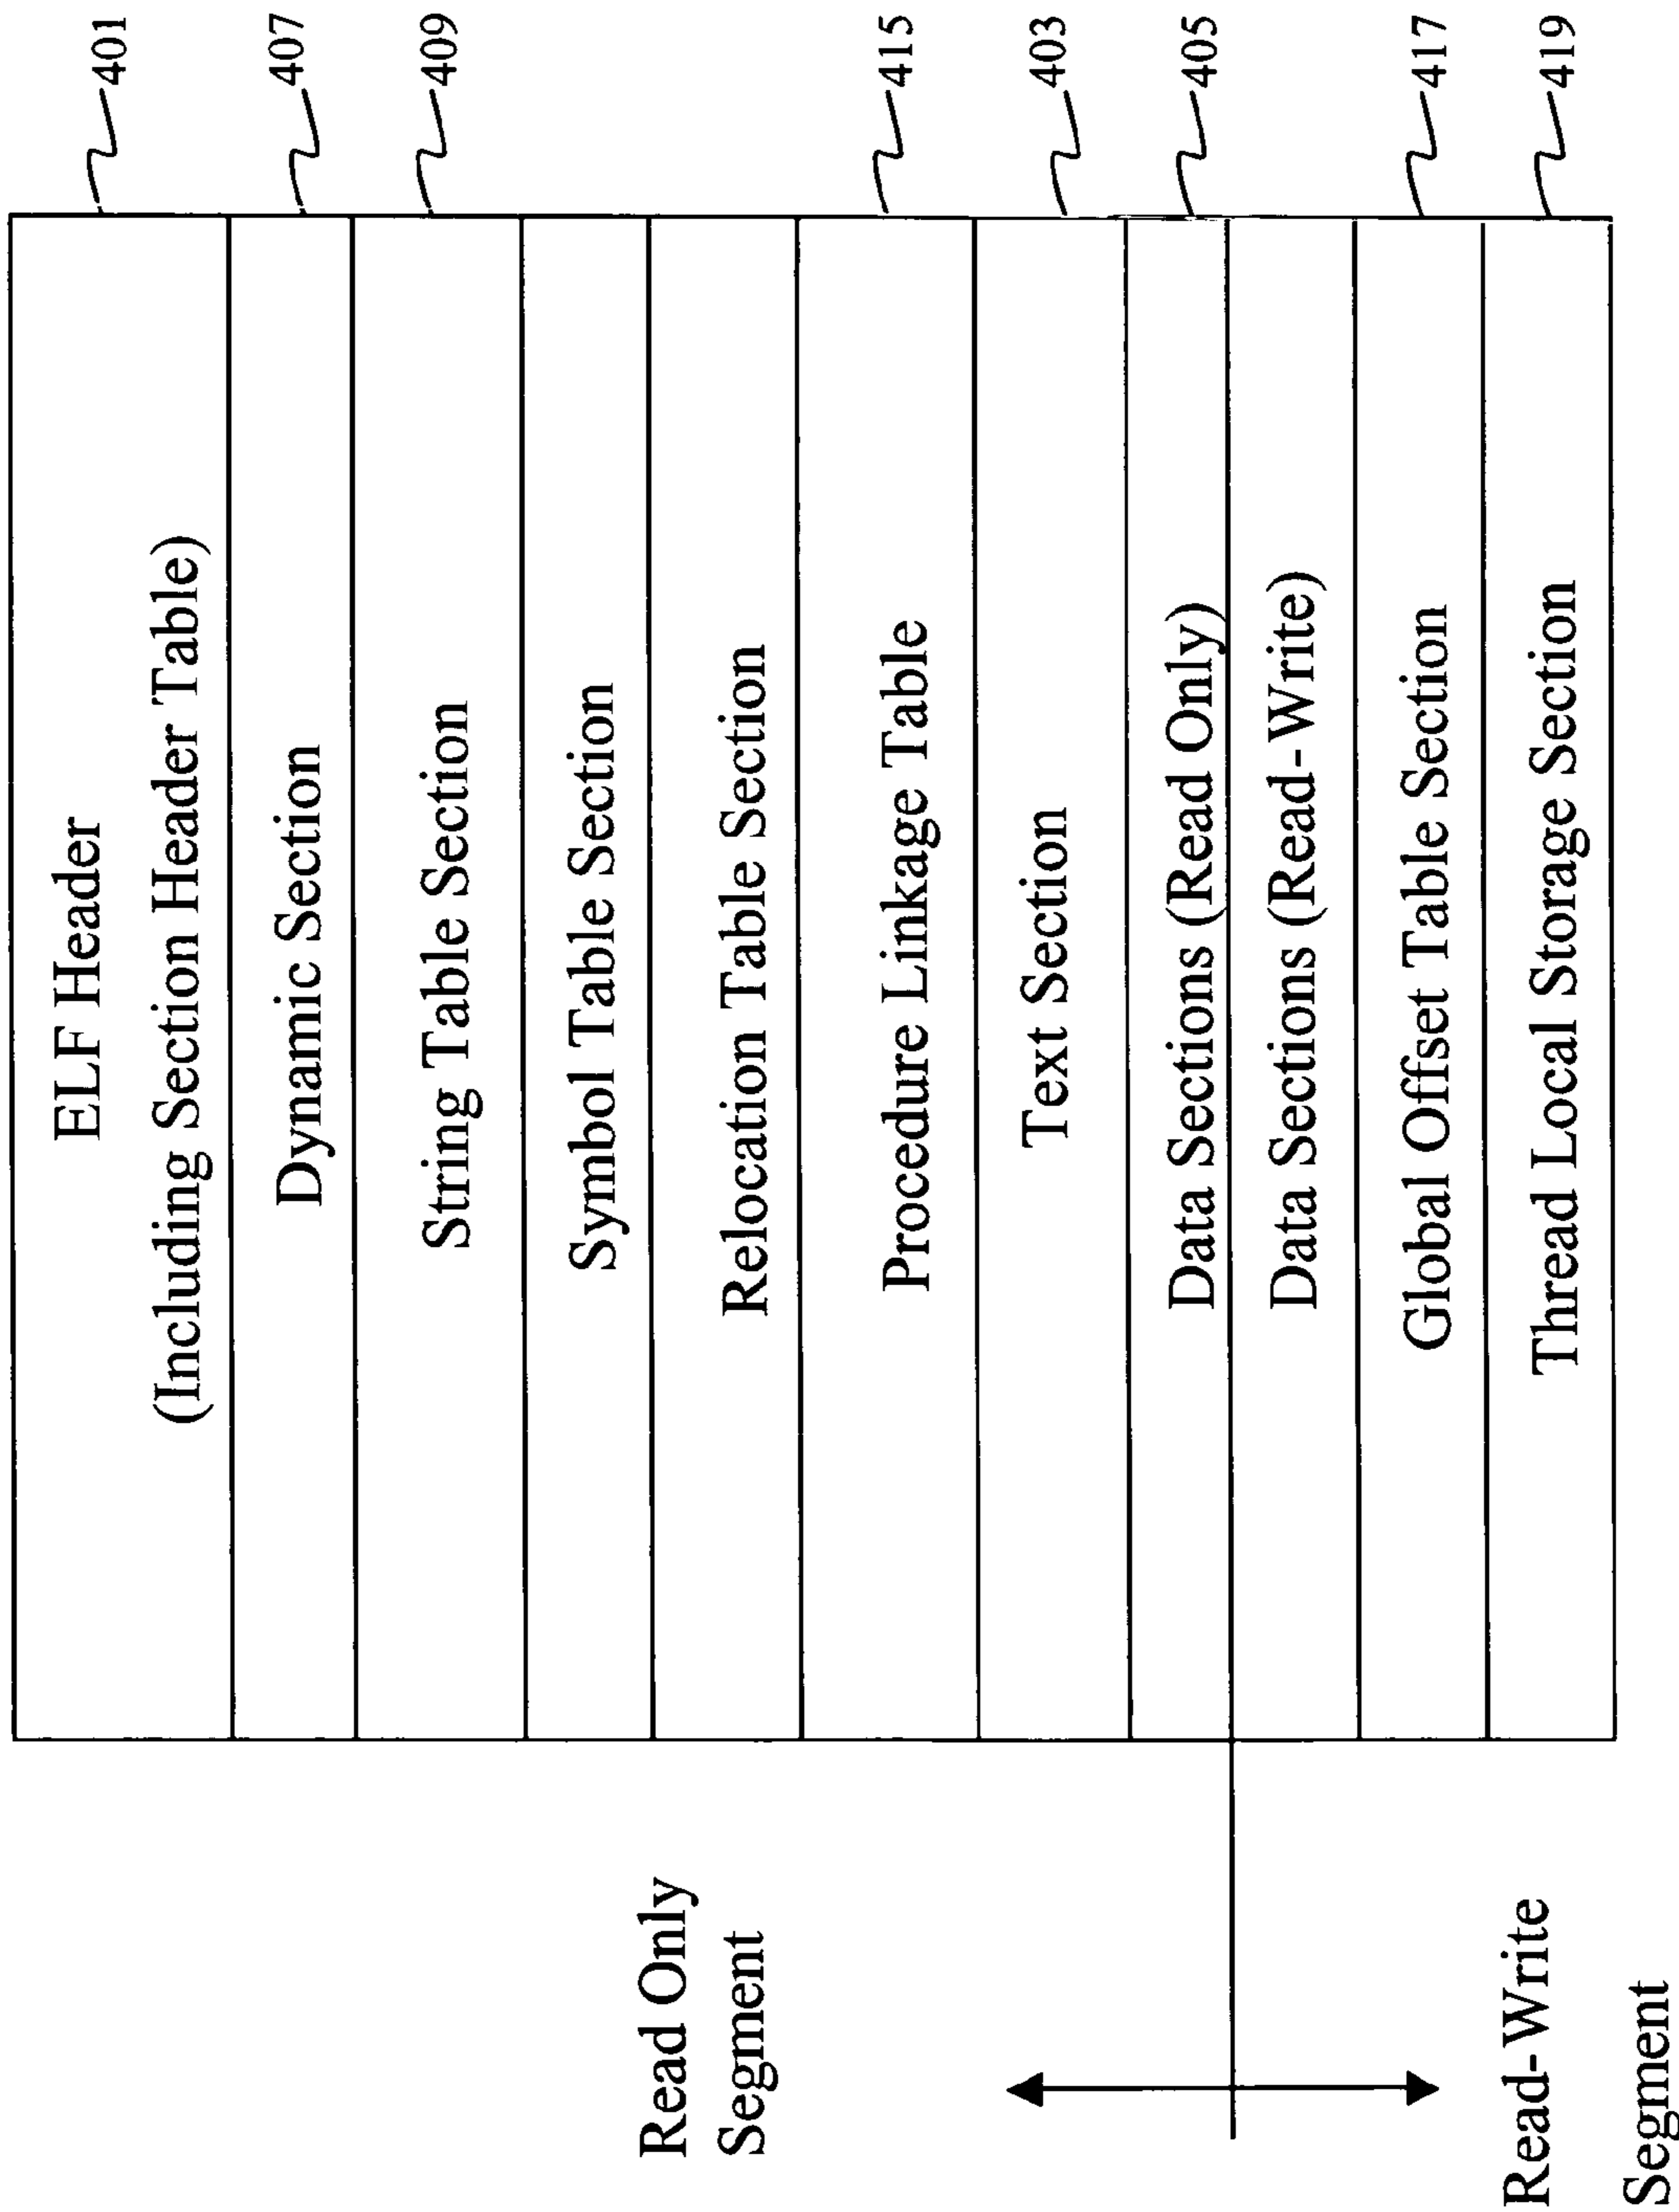 ELF Header
(Including Section Header Table)
401
Dynamic Section
407
String Table Section
409
Symbol Table Section
Relocation Table Section
Procedure Linkage Table
415
Text Section
403
Data Sections (Read Only)
405
Data Sections (Read-Write)
Global Offset Table Section
417
Thread Local Storage Section
419
Read Only
Segment
Read-Write
Segment